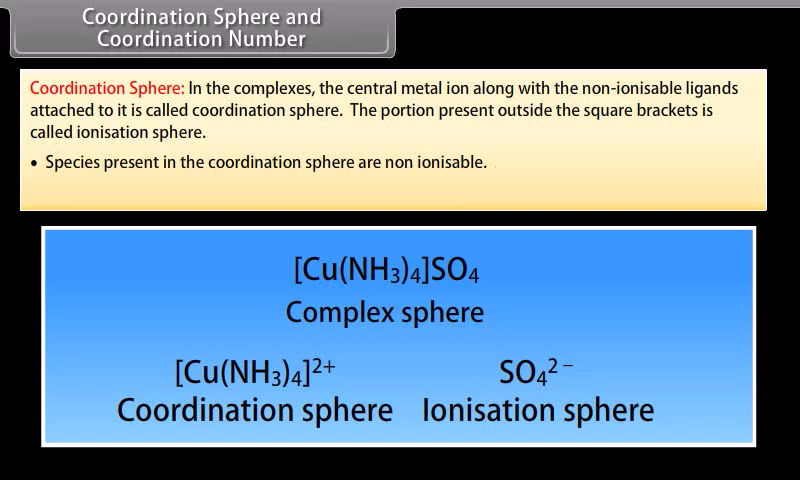 Coordination Sphere and
Coordination Number
Coordination Sphere: In the complexes, the central metal ion along with the non-ionisable ligands
attached to it is called coordination sphere. The portion present outside the square brackets is
called ionisation sphere.
• Species present in the coordination sphere are non ionisable.
[Cu(NH₃)₄]SO₄
Complex sphere
[Cu(NH₃)₄]²⁺ SO₄²⁻
Coordination sphere Ionisation sphere